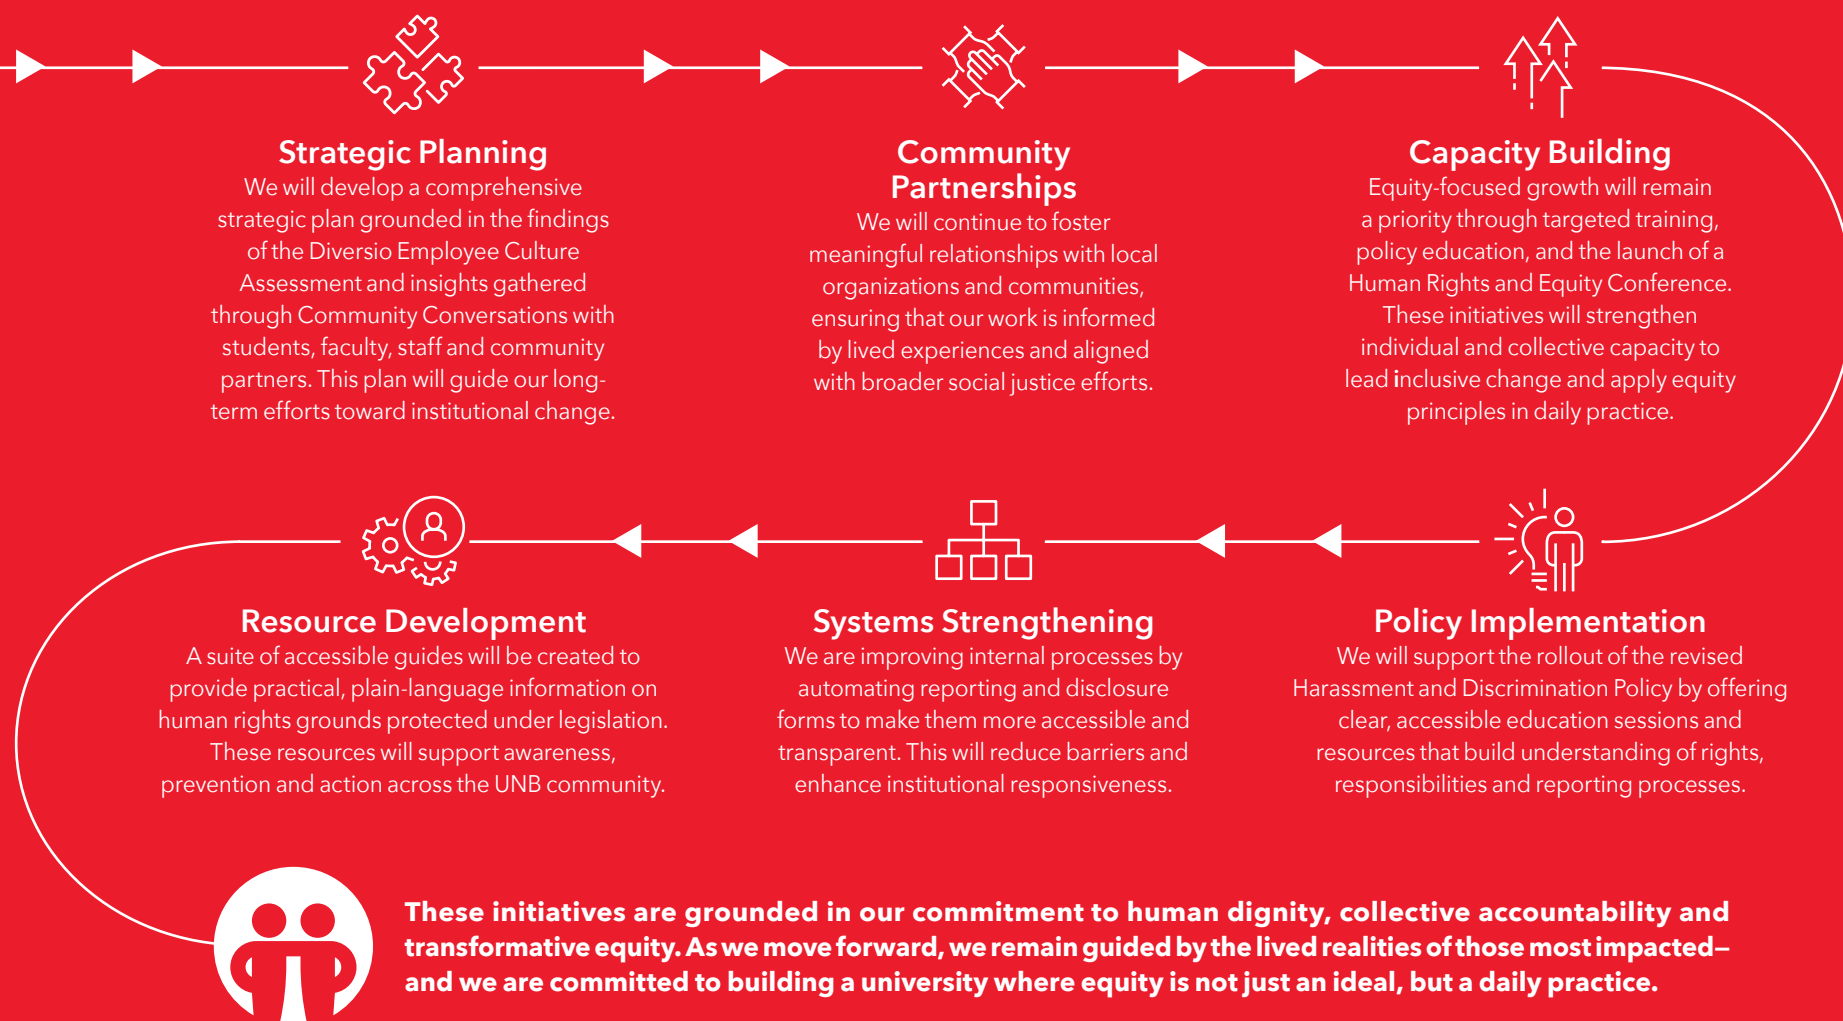 Strategic Planning
We will develop a comprehensive
strategic plan grounded in the findings
of the Diversio Employee Culture
Assessment and insights gathered
through Community Conversations with
students, faculty, staff and community
partners. This plan will guide our long-
term efforts toward institutional change.
Community
Partnerships
We will continue to foster
meaningful relationships with local
organizations and communities,
ensuring that our work is informed
by lived experiences and aligned
with broader social justice efforts.
Capacity Building
Equity-focused growth will remain
a priority through targeted training,
policy education, and the launch of a
Human Rights and Equity Conference.
These initiatives will strengthen
individual and collective capacity to
lead inclusive change and apply equity
principles in daily practice.
Policy Implementation
We will support the rollout of the revised
Harassment and Discrimination Policy by offering
clear, accessible education sessions and
resources that build understanding of rights,
responsibilities and reporting processes.
Systems Strengthening
We are improving internal processes by
automating reporting and disclosure
forms to make them more accessible and
transparent. This will reduce barriers and
enhance institutional responsiveness.
Resource Development
A suite of accessible guides will be created to
provide practical, plain-language information on
human rights grounds protected under legislation.
These resources will support awareness,
prevention and action across the UNB community.
These initiatives are grounded in our commitment to human dignity, collective accountability and
transformative equity. As we move forward, we remain guided by the lived realities of those most impacted—
and we are committed to building a university where equity is not just an ideal, but a daily practice.